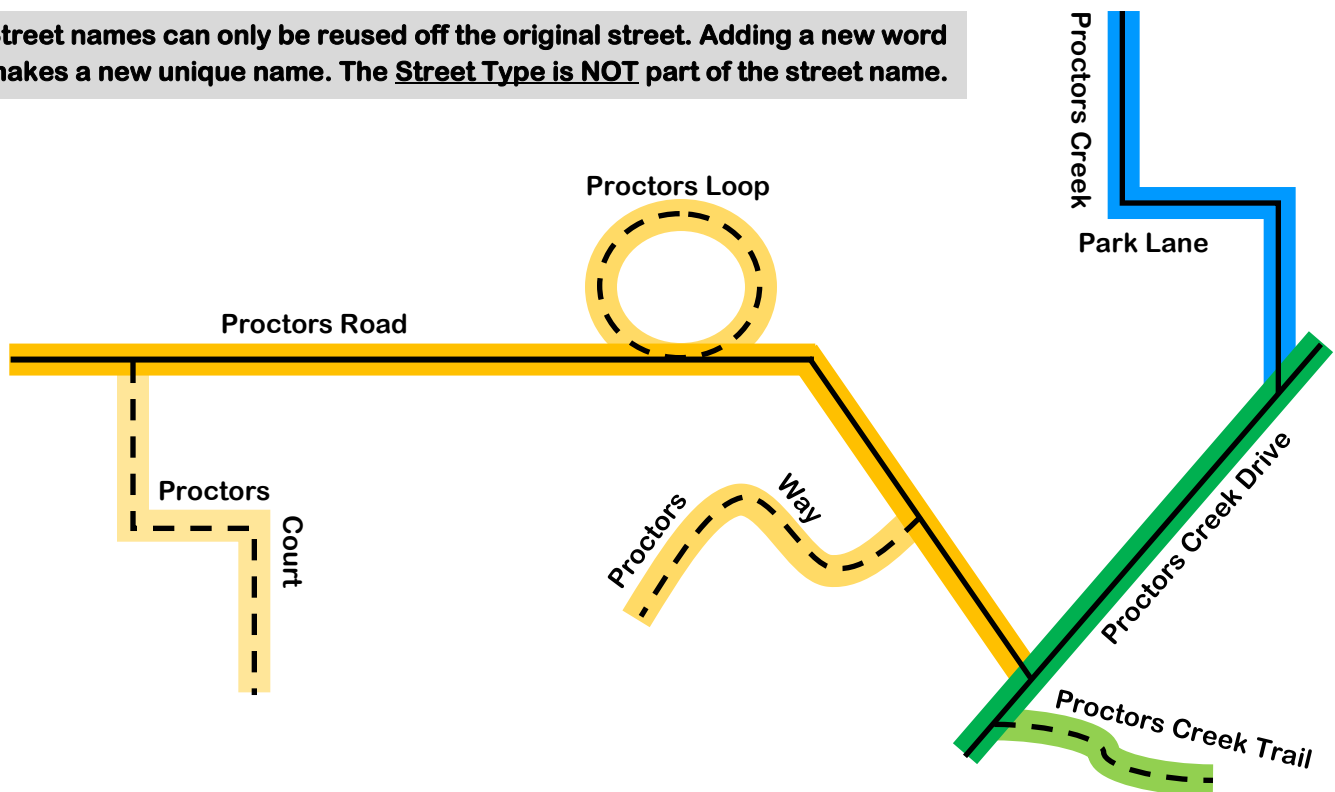 Street names can only be reused off the original street. Adding a new word
makes a new unique name. The Street Type is NOT part of the street name.
Proctors Creek
Park Lane
Proctors Loop
Proctors Road
Proctors
Court
Proctors
Way
Proctors Creek Drive
Proctors Creek Trail